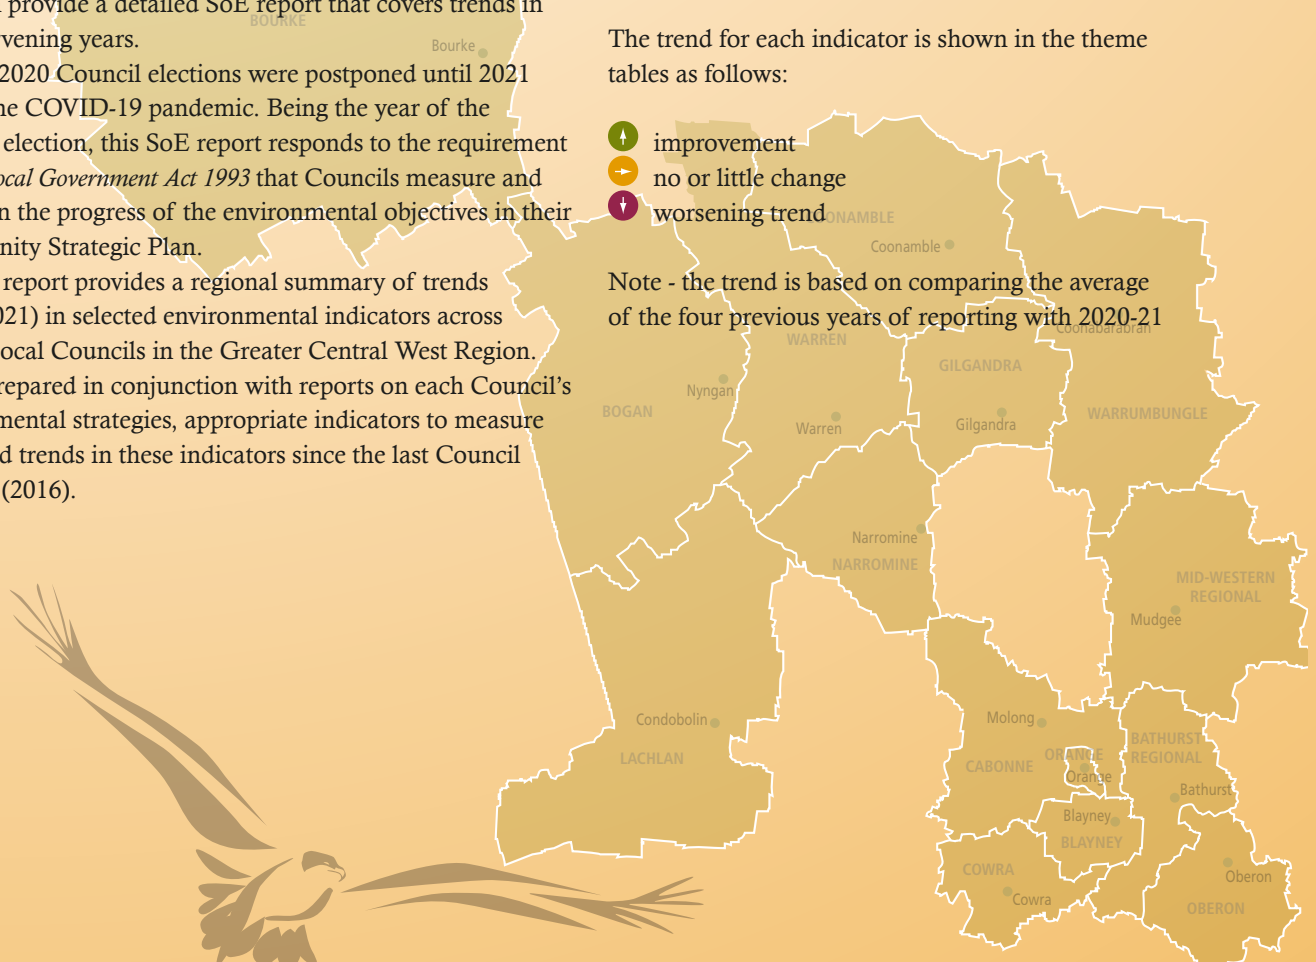 provide a detailed SoE report that covers trends in
vening years.
2020 Council elections were postponed until 2021
ne COVID-19 pandemic. Being the year of the
election, this SoE report responds to the requirement
ocal Government Act 1993 that Councils measure and
n the progress of the environmental objectives in their
nity Strategic Plan.
report provides a regional summary of trends
021) in selected environmental indicators across
ocal Councils in the Greater Central West Region.
repared in conjunction with reports on each Council's
mental strategies, appropriate indicators to measure
d trends in these indicators since the last Council
(2016).
The trend for each indicator is shown in the theme
tables as follows:
improvement
no or little change
worsening trend
Note - the trend is based on comparing the average
of the four previous years of reporting with 2020-21
BOURKE
Bourke
COONAMBLE
Coonamble
Coonabarabran
WARREN
GILGANDRA
Nyngan
BOGAN
Warren
Gilgandra
WARRUMBUNGLE
Narromine
NARROMINE
MID-WESTERN
REGIONAL
Mudgee
Condobolin
LACHLAN
Molong
CABONNE
ORANGE
Orange
BATHURST
REGIONAL
Bathurst
Blayney
BLAYNEY
COWRA
Cowra
Oberon
OBERON